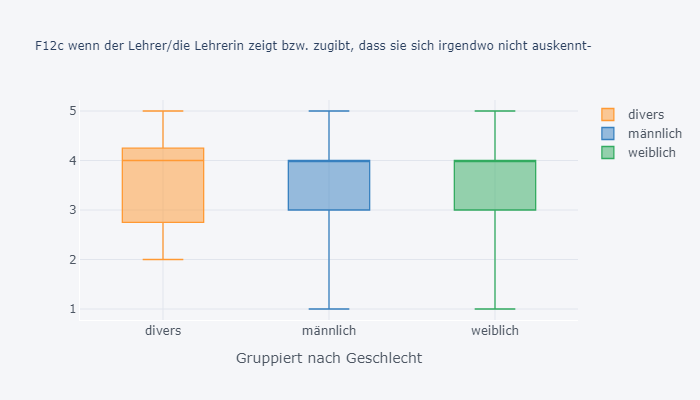 F12c wenn der Lehrer/die Lehrerin zeigt bzw. zugibt, dass sie sich irgendwo nicht auskennt-
5
4
3
2
1
divers
männlich
weiblich
divers
männlich
weiblich
Gruppiert nach Geschlecht